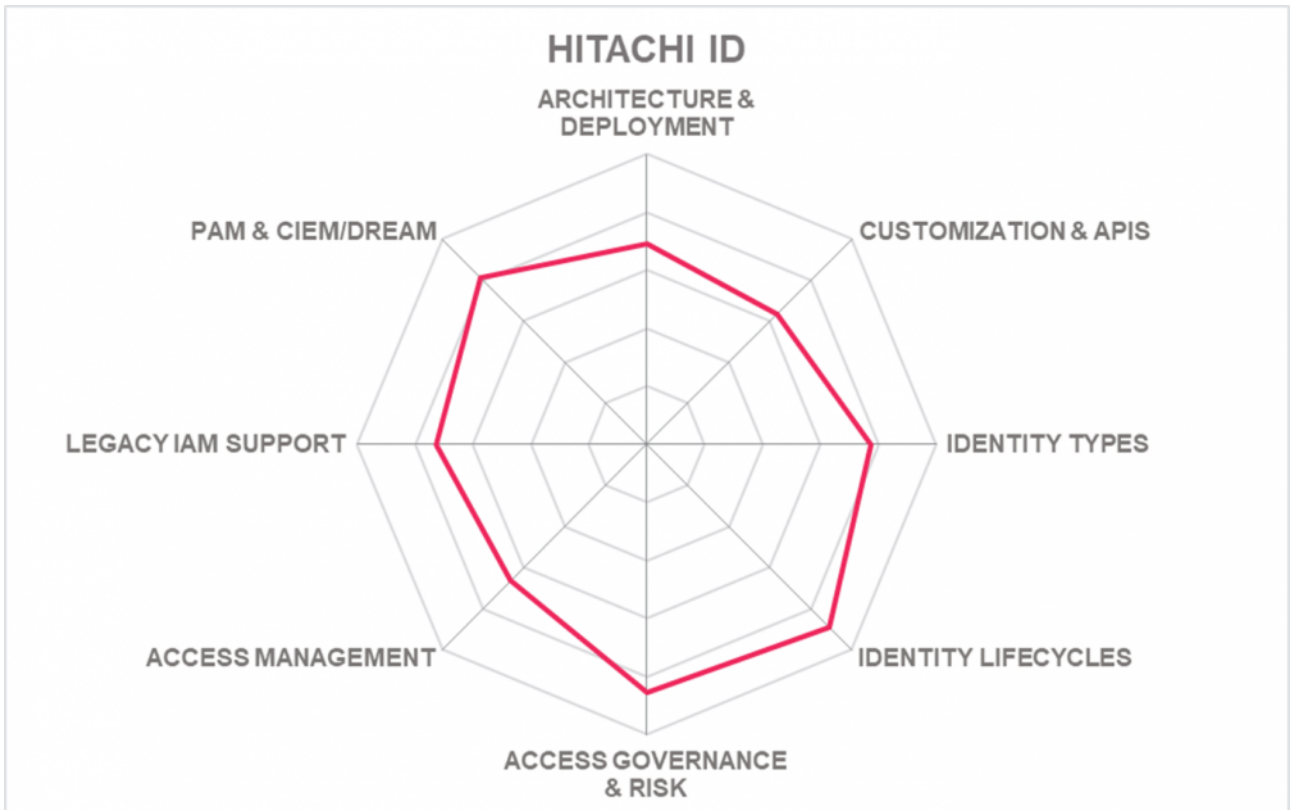 HITACHI ID
ARCHITECTURE &
DEPLOYMENT
PAM & CIEM/DREAM
CUSTOMIZATION & APIS
LEGACY IAM SUPPORT
IDENTITY TYPES
ACCESS MANAGEMENT
IDENTITY LIFECYCLES
ACCESS GOVERNANCE
& RISK